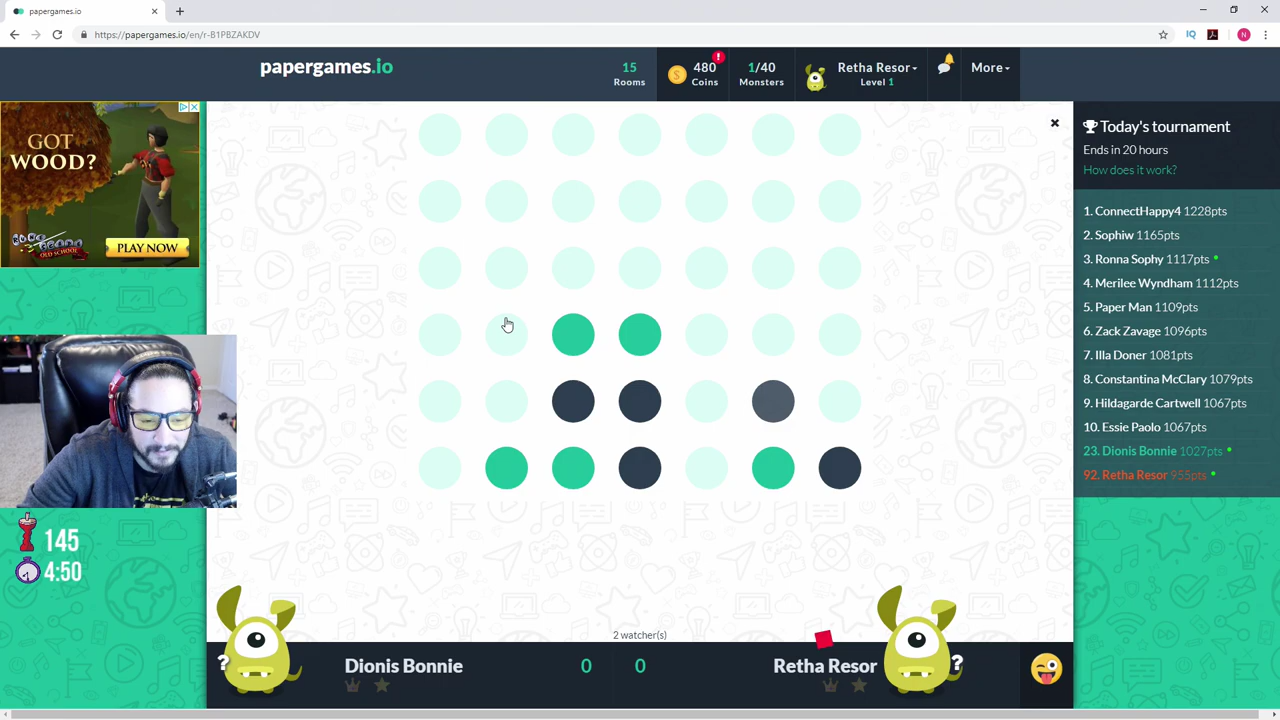 papergames.io
https://papergames.io/en/r-B1PBZAKDV
IQ
N
papergames.io
15
Rooms
480
Coins
1/40
Monsters
Retha Resor
Level 1
More
GOT
WOOD?
OLD SCHOOL
PLAY NOW
Today's tournament
Ends in 20 hours
How does it work?
1. ConnectHappy4 1228pts
2. Sophiw 1165pts
3. Ronna Sophy 1117pts
4. Merilee Wyndham 1112pts
5. Paper Man 1109pts
6. Zack Zavage 1096pts
7. Illa Doner 1081pts
8. Constantina McClary 1079pts
9. Hildagarde Cartwell 1067pts
10. Essie Paolo 1067pts
23. Dionis Bonnie 1027pts
92. Retha Resor 955pts
145
4:50
2 watcher(s)
? Dionis Bonnie 0
0 Retha Resor ?